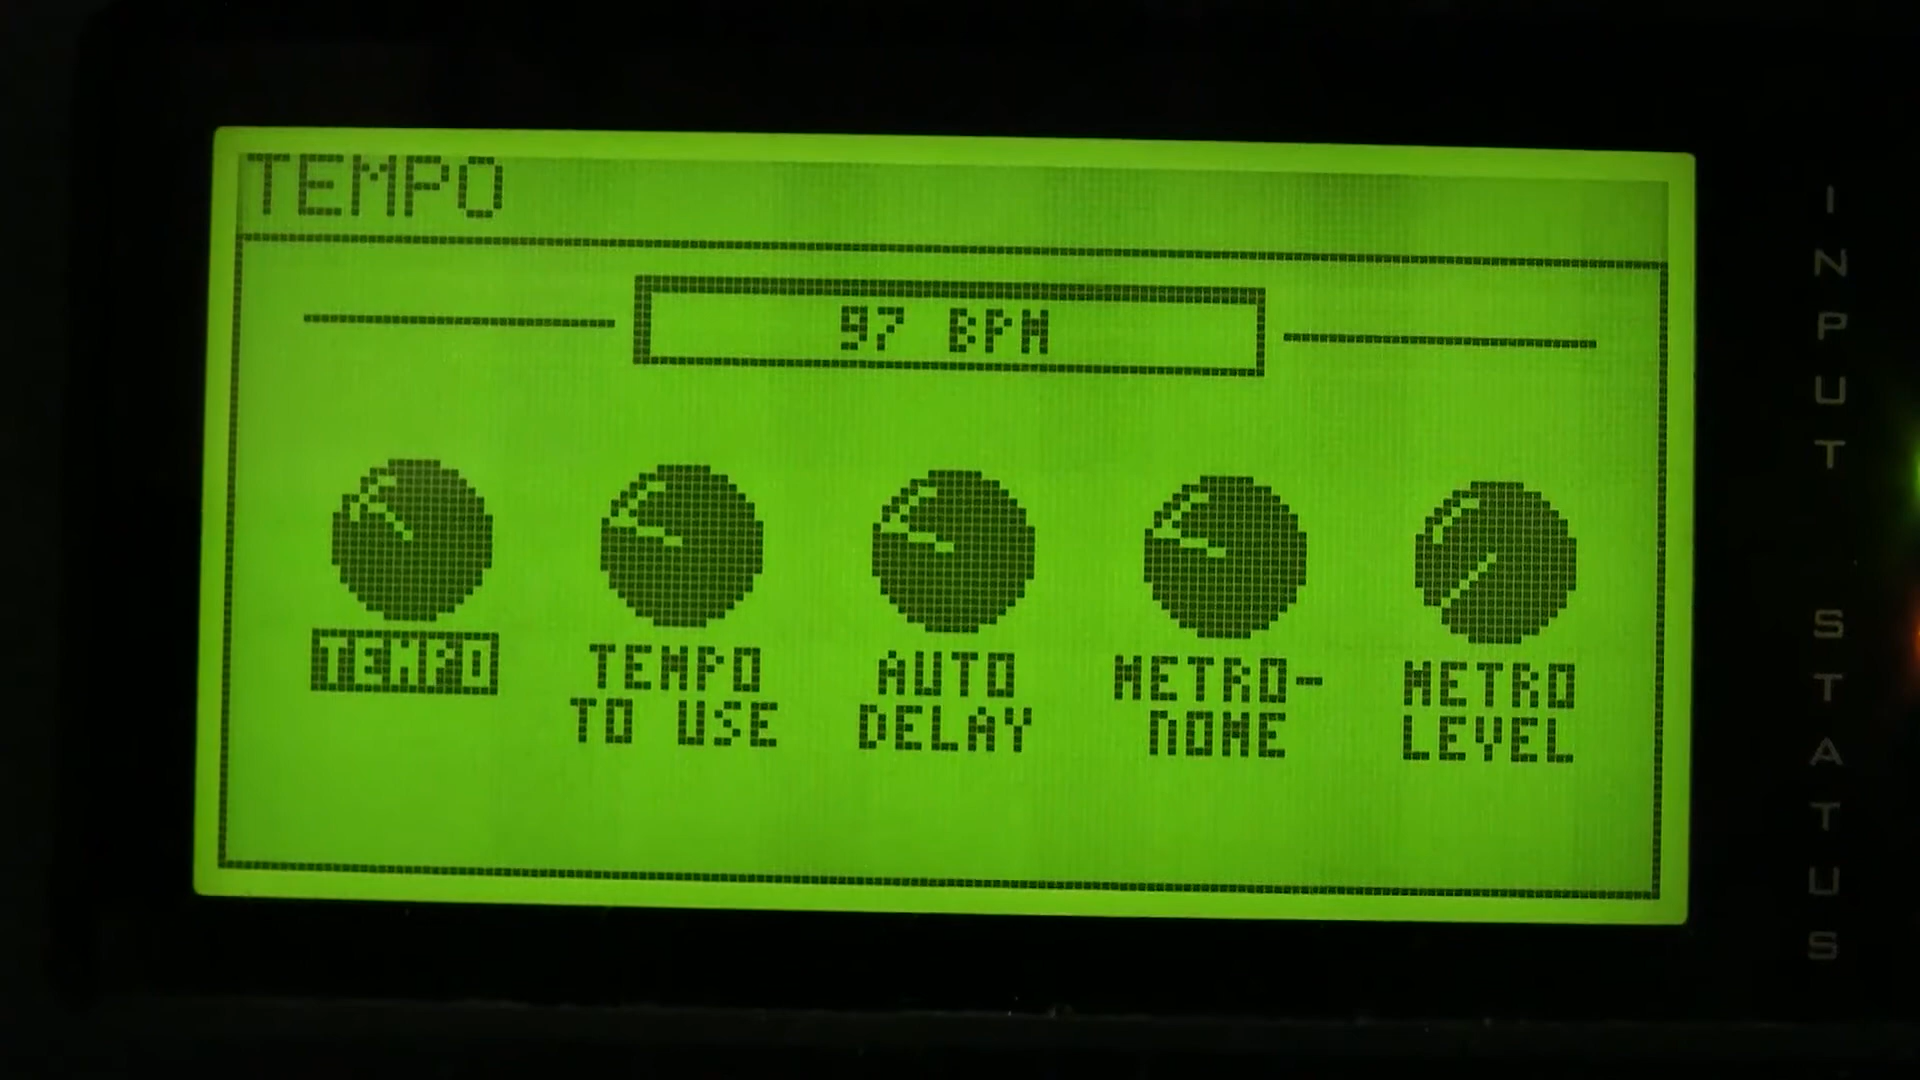 TEMPO
97 BPM
TEMPO
TEMPO
TO USE
AUTO
DELAY
METRO-
NOME
METRO
LEVEL
INPUT STATUS